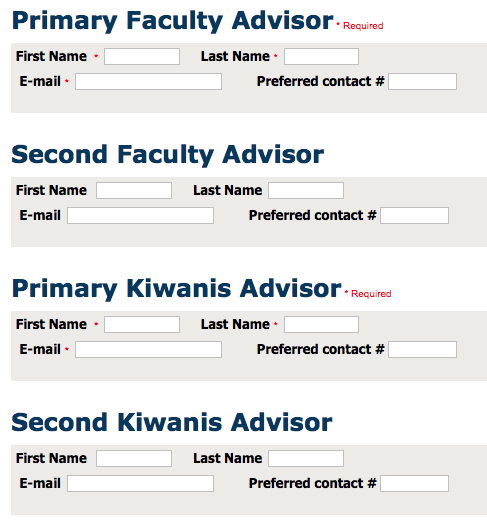 Primary Faculty Advisor * Required
First Name * Last Name *
E-mail * Preferred contact #
Second Faculty Advisor
First Name Last Name
E-mail Preferred contact #
Primary Kiwanis Advisor * Required
First Name * Last Name *
E-mail * Preferred contact #
Second Kiwanis Advisor
First Name Last Name
E-mail Preferred contact #